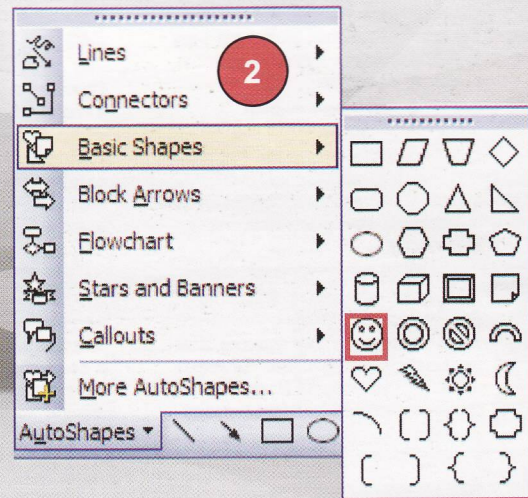 Lines
2
Connectors
Basic Shapes
Block Arrows
Flowchart
Stars and Banners
Callouts
More AutoShapes...
AutoShapes